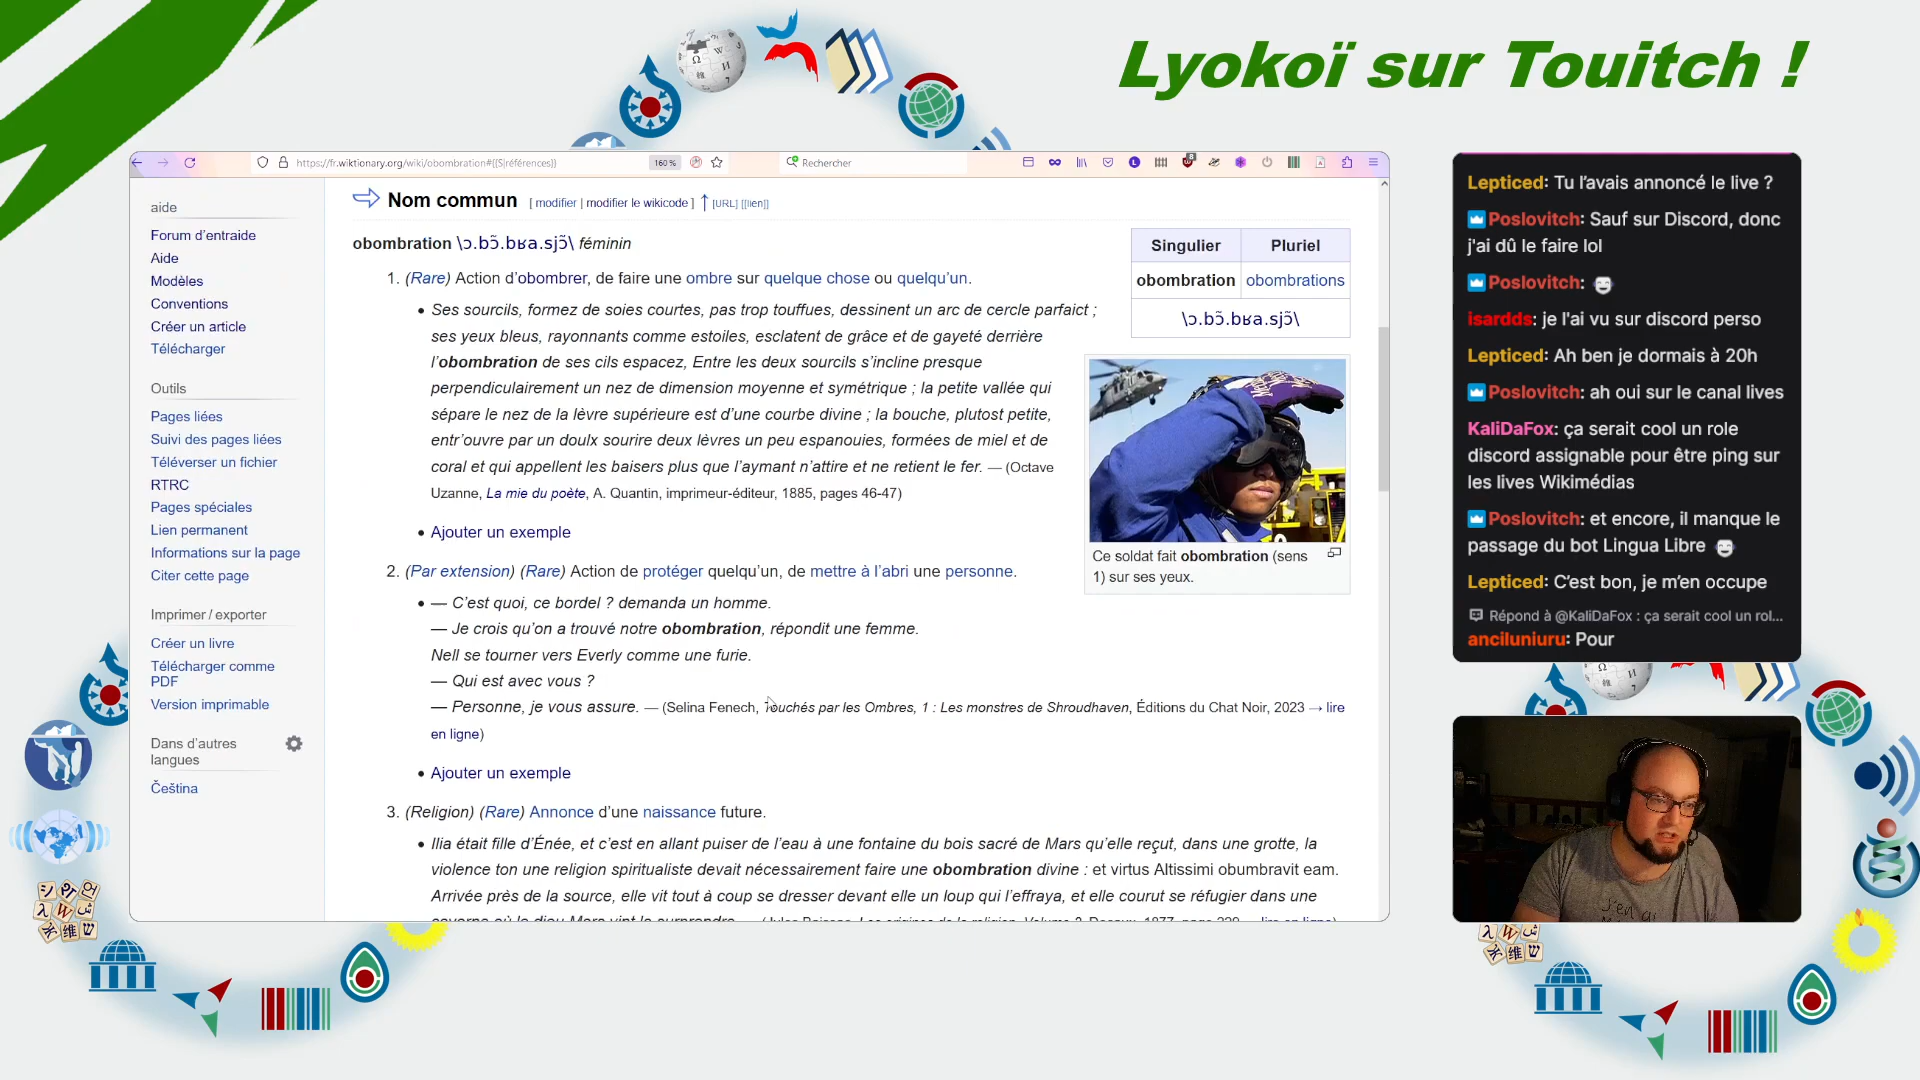 Lyokoï sur Touitch !
https://fr.wiktionary.org/wiki/obombration#{{S|références}}
160 %
Rechercher
aide
Forum d’entraide
Aide
Modèles
Conventions
Créer un article
Télécharger
Outils
Pages liées
Suivi des pages liées
Téléverser un fichier
RTRC
Pages spéciales
Lien permanent
Informations sur la page
Citer cette page
Imprimer / exporter
Créer un livre
Télécharger comme
PDF
Version imprimable
Dans d’autres
langues
Čeština
Nom commun [ modifier | modifier le wikicode ] ↑ [URL] [[lien]]
obombration \ɔ.bɔ̃.bʁa.sjɔ̃\ féminin
1. (Rare) Action d’obombrer, de faire une ombre sur quelque chose ou quelqu’un.
• Ses sourcils, formez de soies courtes, pas trop touffues, dessinent un arc de cercle parfaict ;
ses yeux bleus, rayonnants comme estoiles, esclatent de grâce et de gayeté derrière
l’obombration de ses cils espacez, Entre les deux sourcils s’incline presque
perpendiculairement un nez de dimension moyenne et symétrique ; la petite vallée qui
sépare le nez de la lèvre supérieure est d’une courbe divine ; la bouche, plutost petite,
entr’ouvre par un doulx sourire deux lèvres un peu espanouies, formées de miel et de
coral et qui appellent les baisers plus que l’aymant n’attire et ne retient le fer. — (Octave
Uzanne, La mie du poète, A. Quantin, imprimeur-éditeur, 1885, pages 46-47)
• Ajouter un exemple
2. (Par extension) (Rare) Action de protéger quelqu’un, de mettre à l’abri une personne.
• — C’est quoi, ce bordel ? demanda un homme.
— Je crois qu’on a trouvé notre obombration, répondit une femme.
Nell se tourner vers Everly comme une furie.
— Qui est avec vous ?
— Personne, je vous assure. — (Selina Fenech, Touchés par les Ombres, 1 : Les monstres de Shroudhaven, Éditions du Chat Noir, 2023 → lire
en ligne)
• Ajouter un exemple
3. (Religion) (Rare) Annonce d’une naissance future.
• Ilia était fille d’Énée, et c’est en allant puiser de l’eau à une fontaine du bois sacré de Mars qu’elle reçut, dans une grotte, la
violence ton une religion spiritualiste devait nécessairement faire une obombration divine : et virtus Altissimi obumbravit eam.
Arrivée près de la source, elle vit tout à coup se dresser devant elle un loup qui l’effraya, et elle courut se réfugier dans une
Singulier Pluriel
obombration obombrations
\ɔ.bɔ̃.bʁa.sjɔ̃\
Ce soldat fait obombration (sens
1) sur ses yeux.
Lepticed: Tu l’avais annoncé le live ?
Poslovitch: Sauf sur Discord, donc
j'ai dû le faire lol
Poslovitch:
isardds: je l'ai vu sur discord perso
Lepticed: Ah ben je dormais à 20h
Poslovitch: ah oui sur le canal lives
KaliDaFox: ça serait cool un role
discord assignable pour être ping sur
les lives Wikimédias
Poslovitch: et encore, il manque le
passage du bot Lingua Libre
Lepticed: C’est bon, je m’en occupe
Répond à @KaliDaFox : ça serait cool un rol...
anciluniuru: Pour